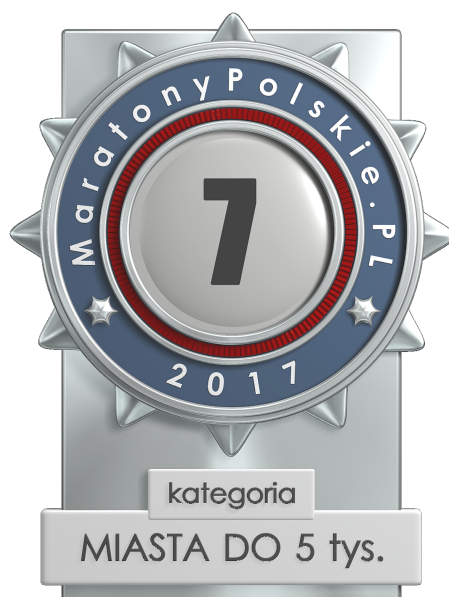 MaratonyPolskie.PL
7
2017
kategoria
MIASTA DO 5 tys.